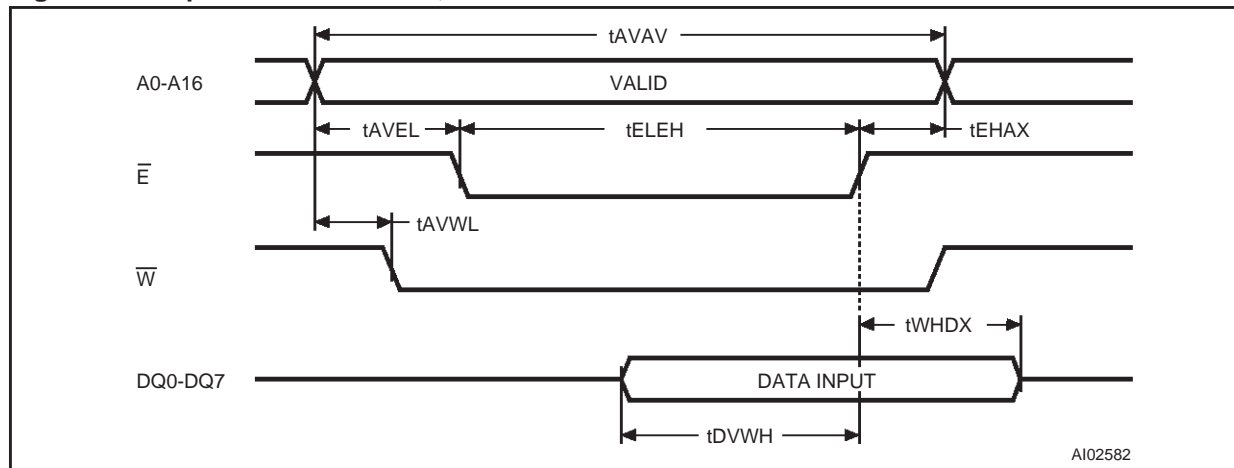 tAVAV
A0-A16 VALID
tAVEL tELEH tEHAX
E̅
tAVWL
W̅
tWHDX
DQ0-DQ7 DATA INPUT
tDVWH
AI02582